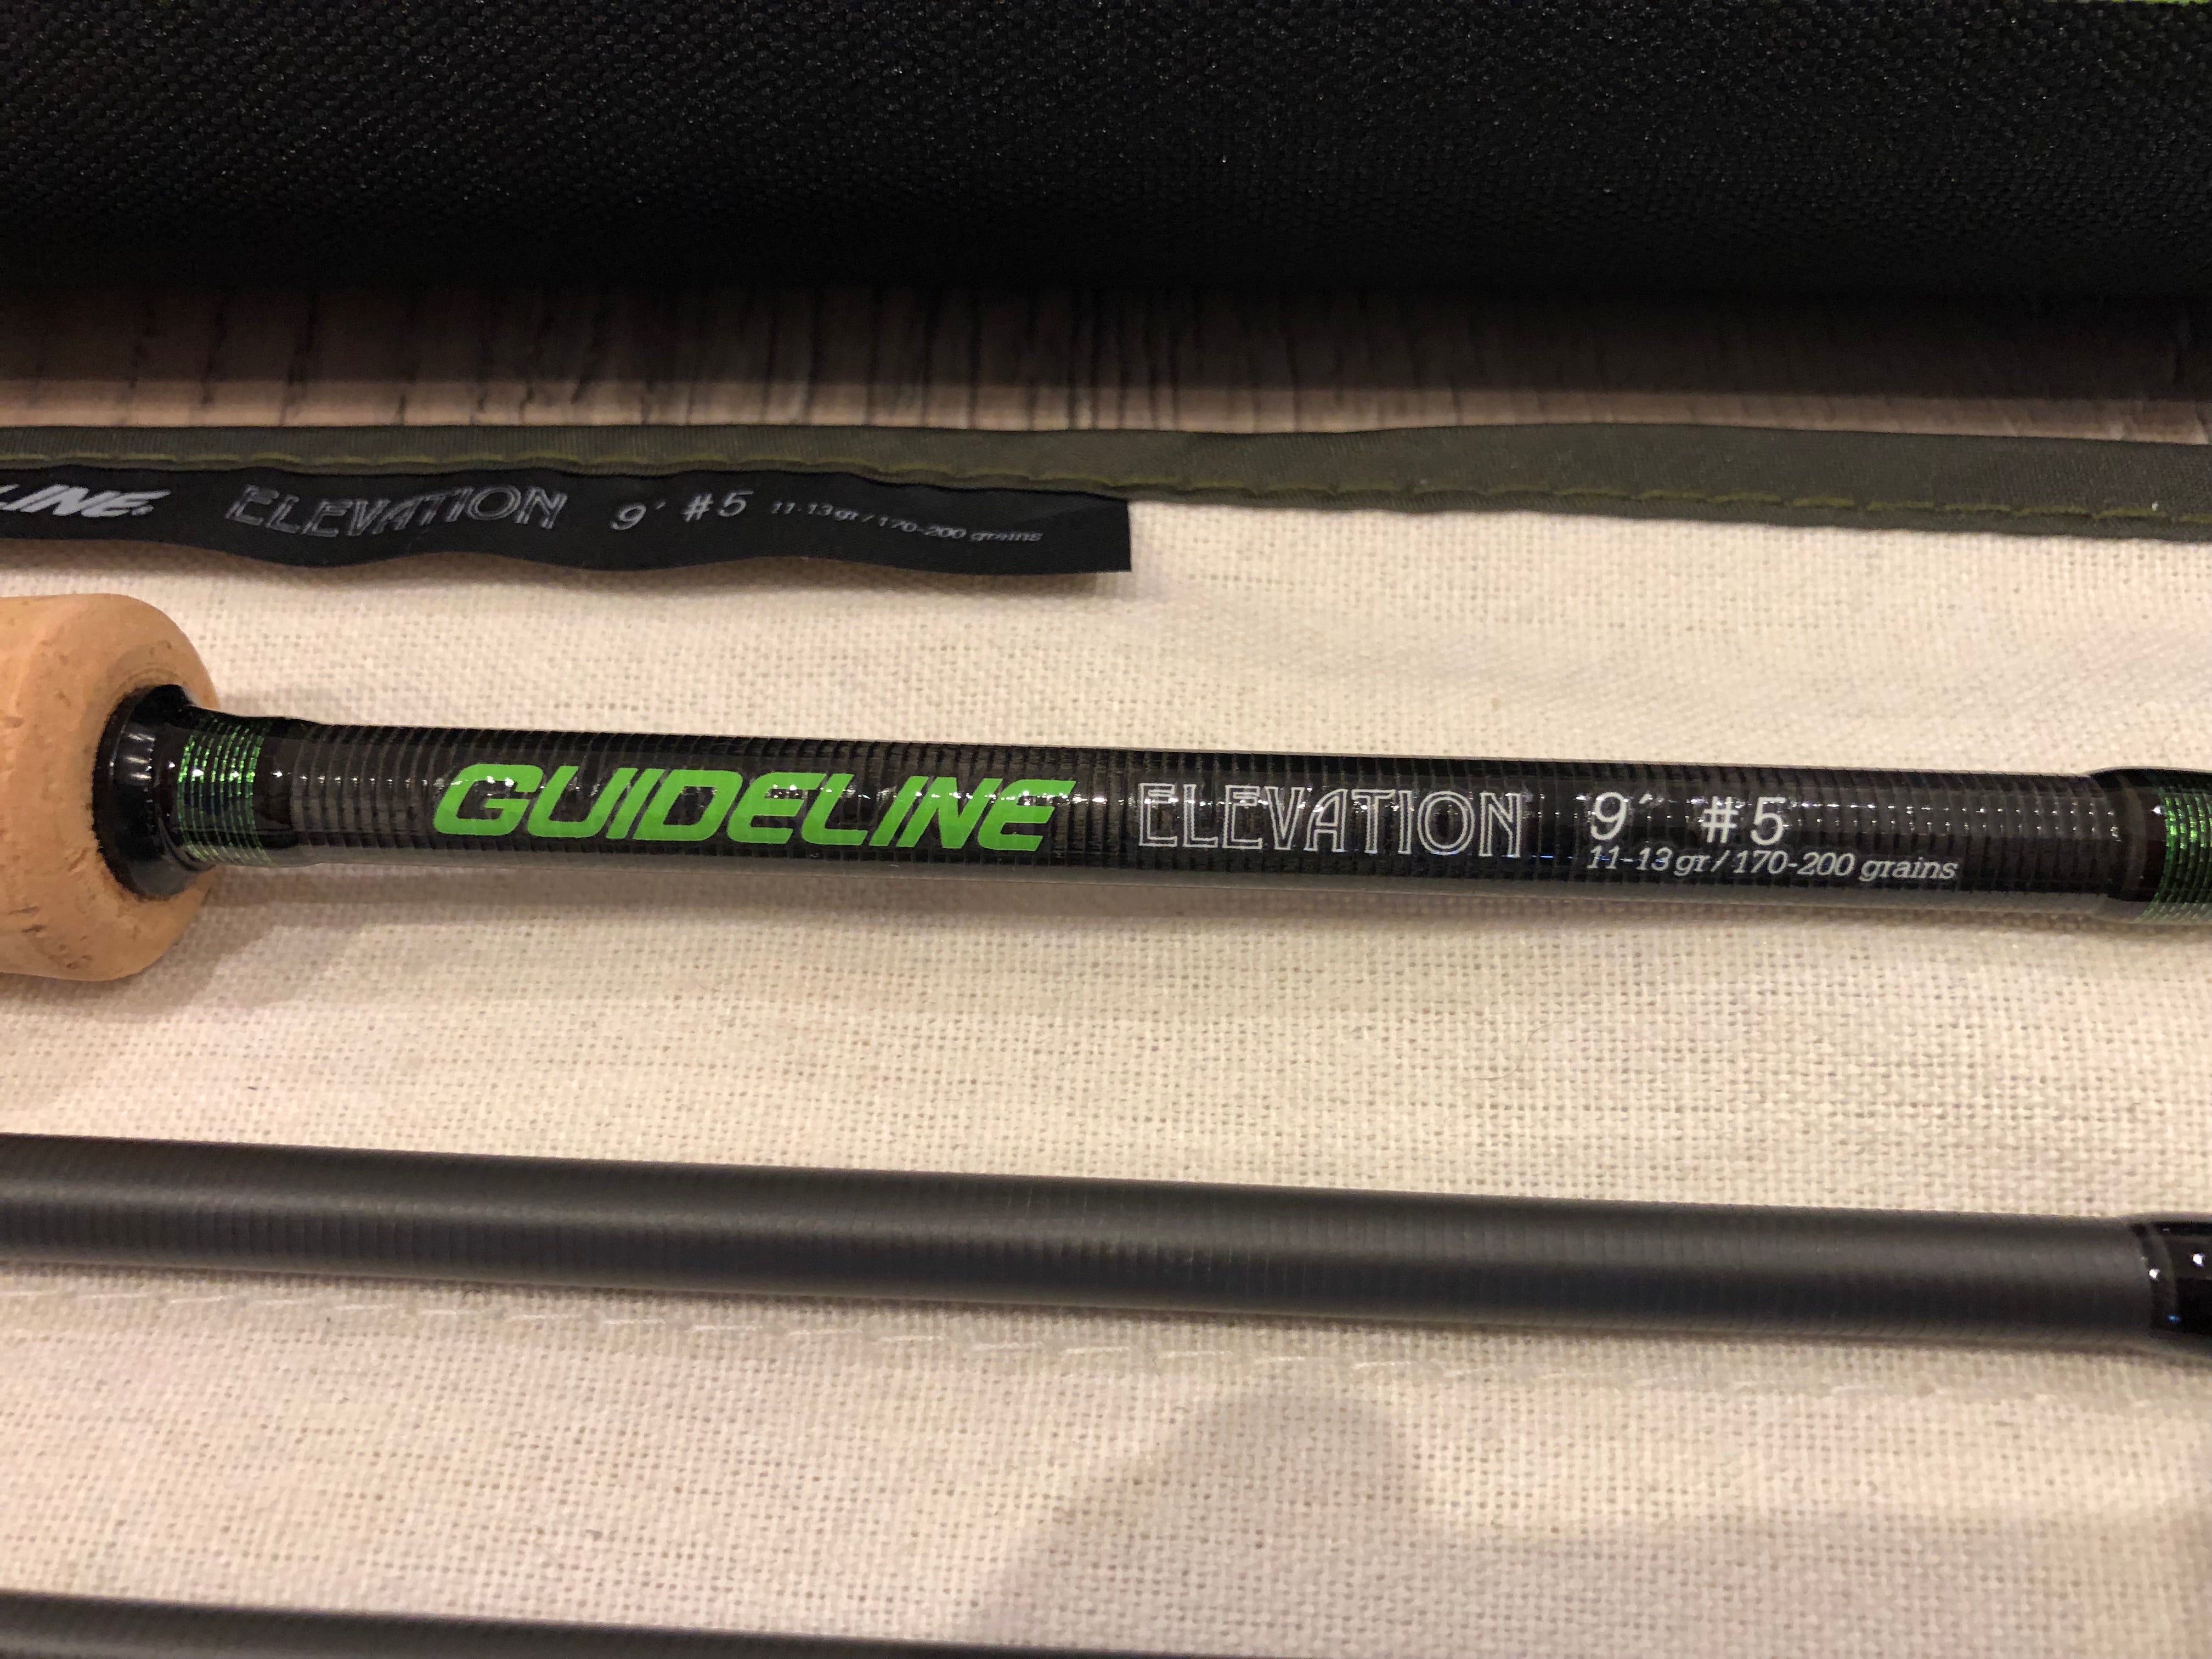 LINE® ELEVATION 9´ #5 11-13 gr / 170-200 grains
GUIDELINE ELEVATION 9´ #5
11-13 gr / 170-200 grains